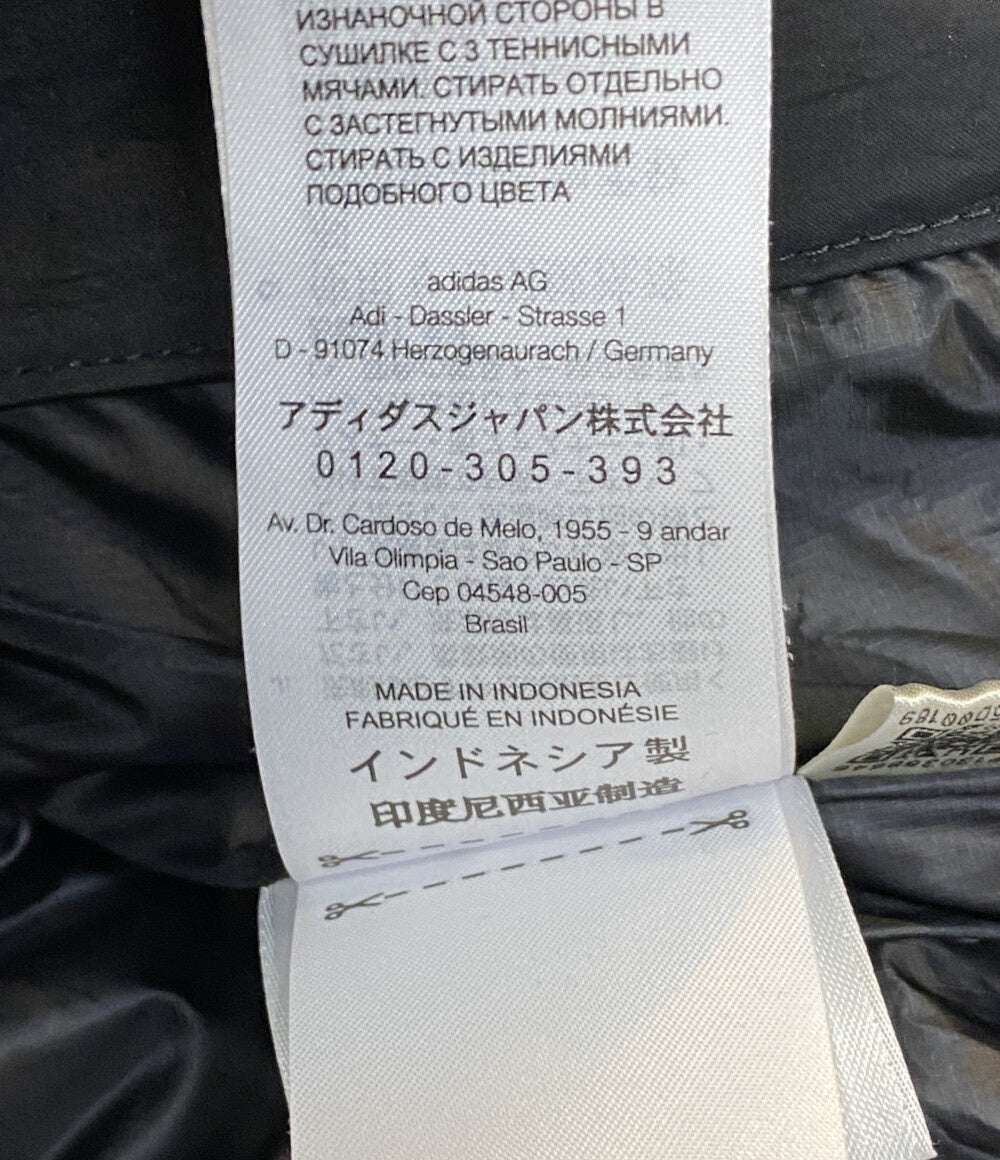 ИЗНАНОЧНОЙ СТОРОНЫ В
СУШИЛКЕ С 3 ТЕННИСНЫМИ
МЯЧАМИ. СТИРАТЬ ОТДЕЛЬНО
С ЗАСТЕГНУТЫМИ МОЛНИЯМИ.
СТИРАТЬ С ИЗДЕЛИЯМИ
ПОДОБНОГО ЦВЕТА
adidas AG
Adi - Dassler - Strasse 1
D - 91074 Herzogenaurach / Germany
アディダスジャパン株式会社
0120-305-393
Av. Dr. Cardoso de Melo, 1955 - 9 andar
Vila Olimpia - Sao Paulo - SP
Cep 04548-005
Brasil
MADE IN INDONESIA
FABRIQUÉ EN INDONÉSIE
インドネシア製
印度尼西亚制造